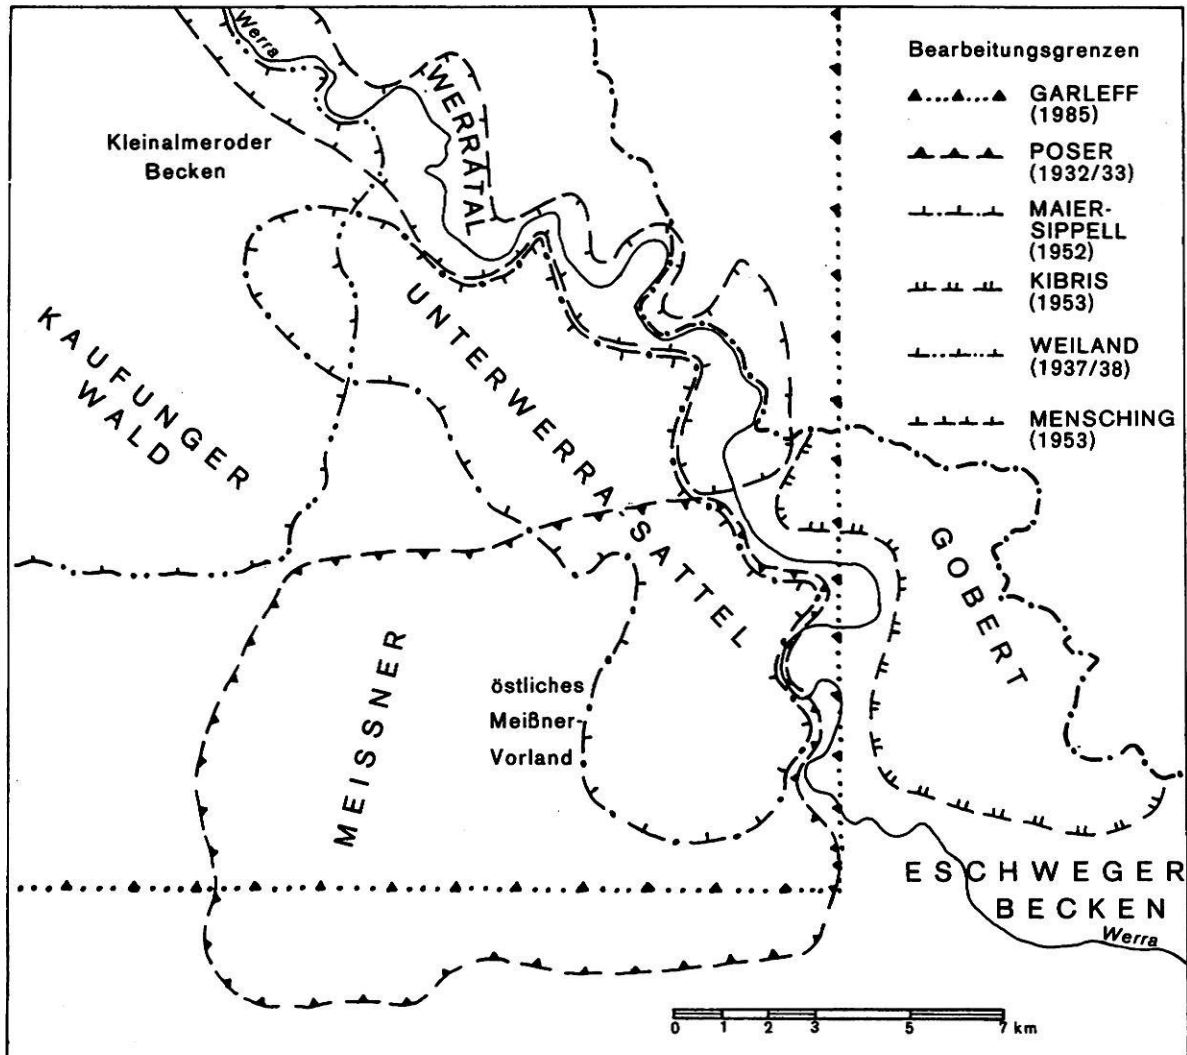 Werra
WERRATAL
Kleinalmeroder
Becken
Bearbeitungsgrenzen
GARLEFF
(1985)
POSER
(1932/33)
MAIER-
SIPPELL
(1952)
KIBRIS
(1953)
WEILAND
(1937/38)
MENSCHING
(1953)
KAUFUNGER
WALD
UNTERWERRA-SATTEL
GOBERT
MEISSNER
östliches
Meißner-
Vorland
ESCHWEGER
BECKEN
Werra
0 1 2 3 5 7 km